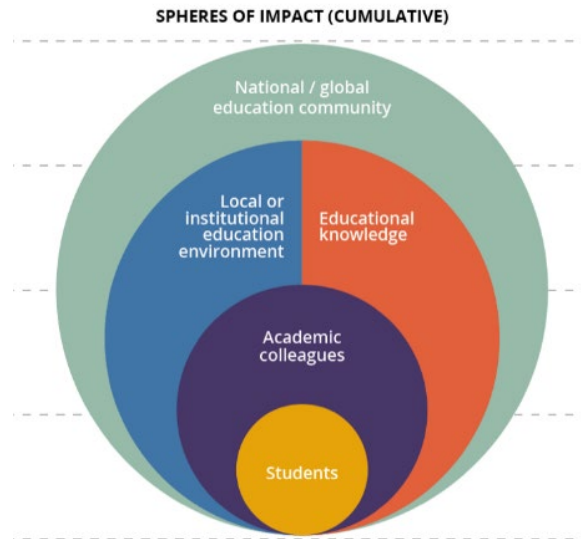 SPHERES OF IMPACT (CUMULATIVE)
National / global
education community
Local or
institutional
education
environment
Educational
knowledge
Academic
colleagues
Students